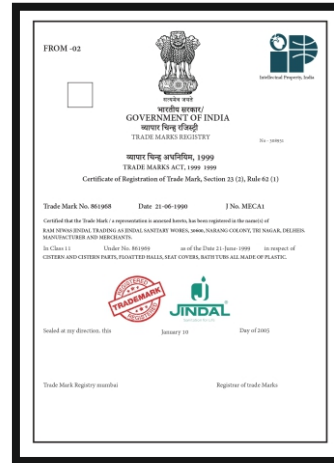 FROM -02
सत्यमेव जयते
Intellectual Property, India
भारतीय सरकार/
GOVERNMENT OF INDIA
व्यापार चिन्ह रजिस्ट्री
TRADE MARKS REGISTRY
No -
व्यापार चिन्ह अधिनियम, 1999
TRADE MARKS ACT, 1999 1999
Certificate of Registration of Trade Mark, Section 23 (2), Rule 62 (1)
Trade Mark No. 861968 Date 21-06-1990 J No. MECA1
Certified that the Trade Mark / a representation is annexed hereto, has been registered in the name(s) of
RAM NIWAS JINDAL TRADING AS JINDAL SANITARY WORKS, NARANG COLONY, TRI NAGAR,
MANUFACTURER AND MERCHANTS.
In Class 11 Under No. 861969 as of the Date 21-June-1999 in respect of
CISTERN AND CISTERN PARTS, FLOATTED HALLS, SEAT COVERS, BATH TUBS ALL MADE OF PLASTIC.
REGISTERED
TRADEMARK
REGISTERED
JINDAL
Sealed at my direction, this January 10 Day of 2005
Trade Mark Registry mumbai Registrar of trade Marks